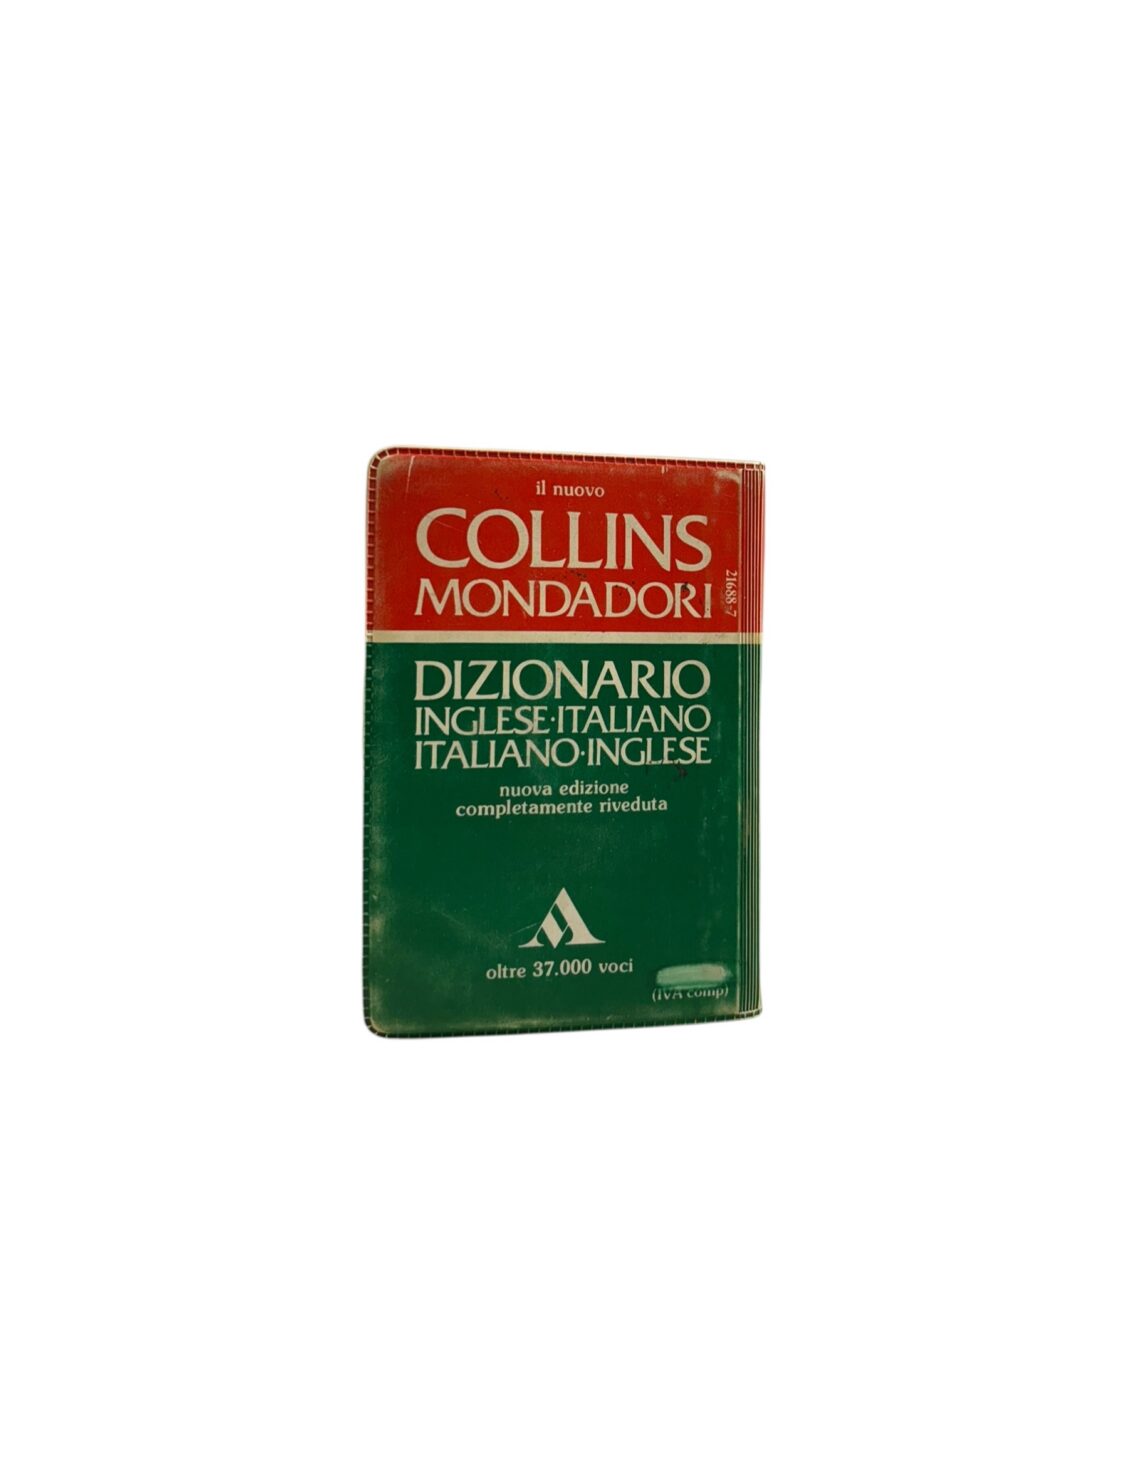 il nuovo
COLLINS
MONDADORI
21688-7
DIZIONARIO
INGLESE·ITALIANO
ITALIANO·INGLESE
nuova edizione
completamente riveduta
oltre 37.000 voci
(IVA comp)